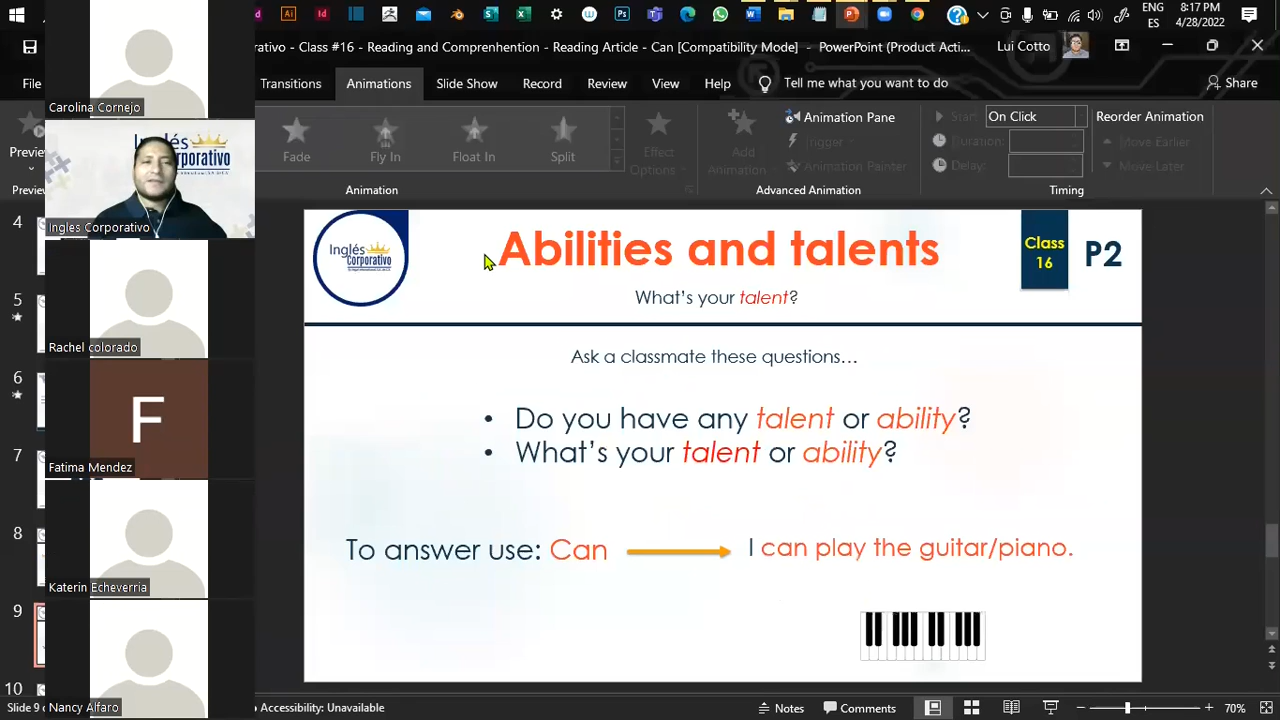 ENG
ES
8:17 PM
4/28/2022
rativo - Class #16 - Reading and Comprenhention - Reading Article - Can [Compatibility Mode] - PowerPoint (Product Acti...
Lui Cotto
File
Transitions
Animations
Slide Show
Record
Review
View
Help
Tell me what you want to do
Share
Preview
Fade
Fly In
Float In
Split
Effect
Options
Add
Animation
Animation Pane
Trigger
Animation Painter
Start:
On Click
Duration:
Delay:
Reorder Animation
Move Earlier
Move Later
Preview
Animation
Advanced Animation
Timing
Carolina Cornejo
Inglés
Corporativo
Ingles Corporativo
Rachel colorado
F
Fatima Mendez
Katerin Echeverria
Nancy Alfaro
4
5
6
7
8
9
10
Inglés
Corporativo
Abilities and talents
Class
16
P2
What's your talent?
Ask a classmate these questions…
• Do you have any talent or ability?
• What's your talent or ability?
To answer use: Can
I can play the guitar/piano.
Slide 9
Accessibility: Unavailable
Notes
Comments
70%